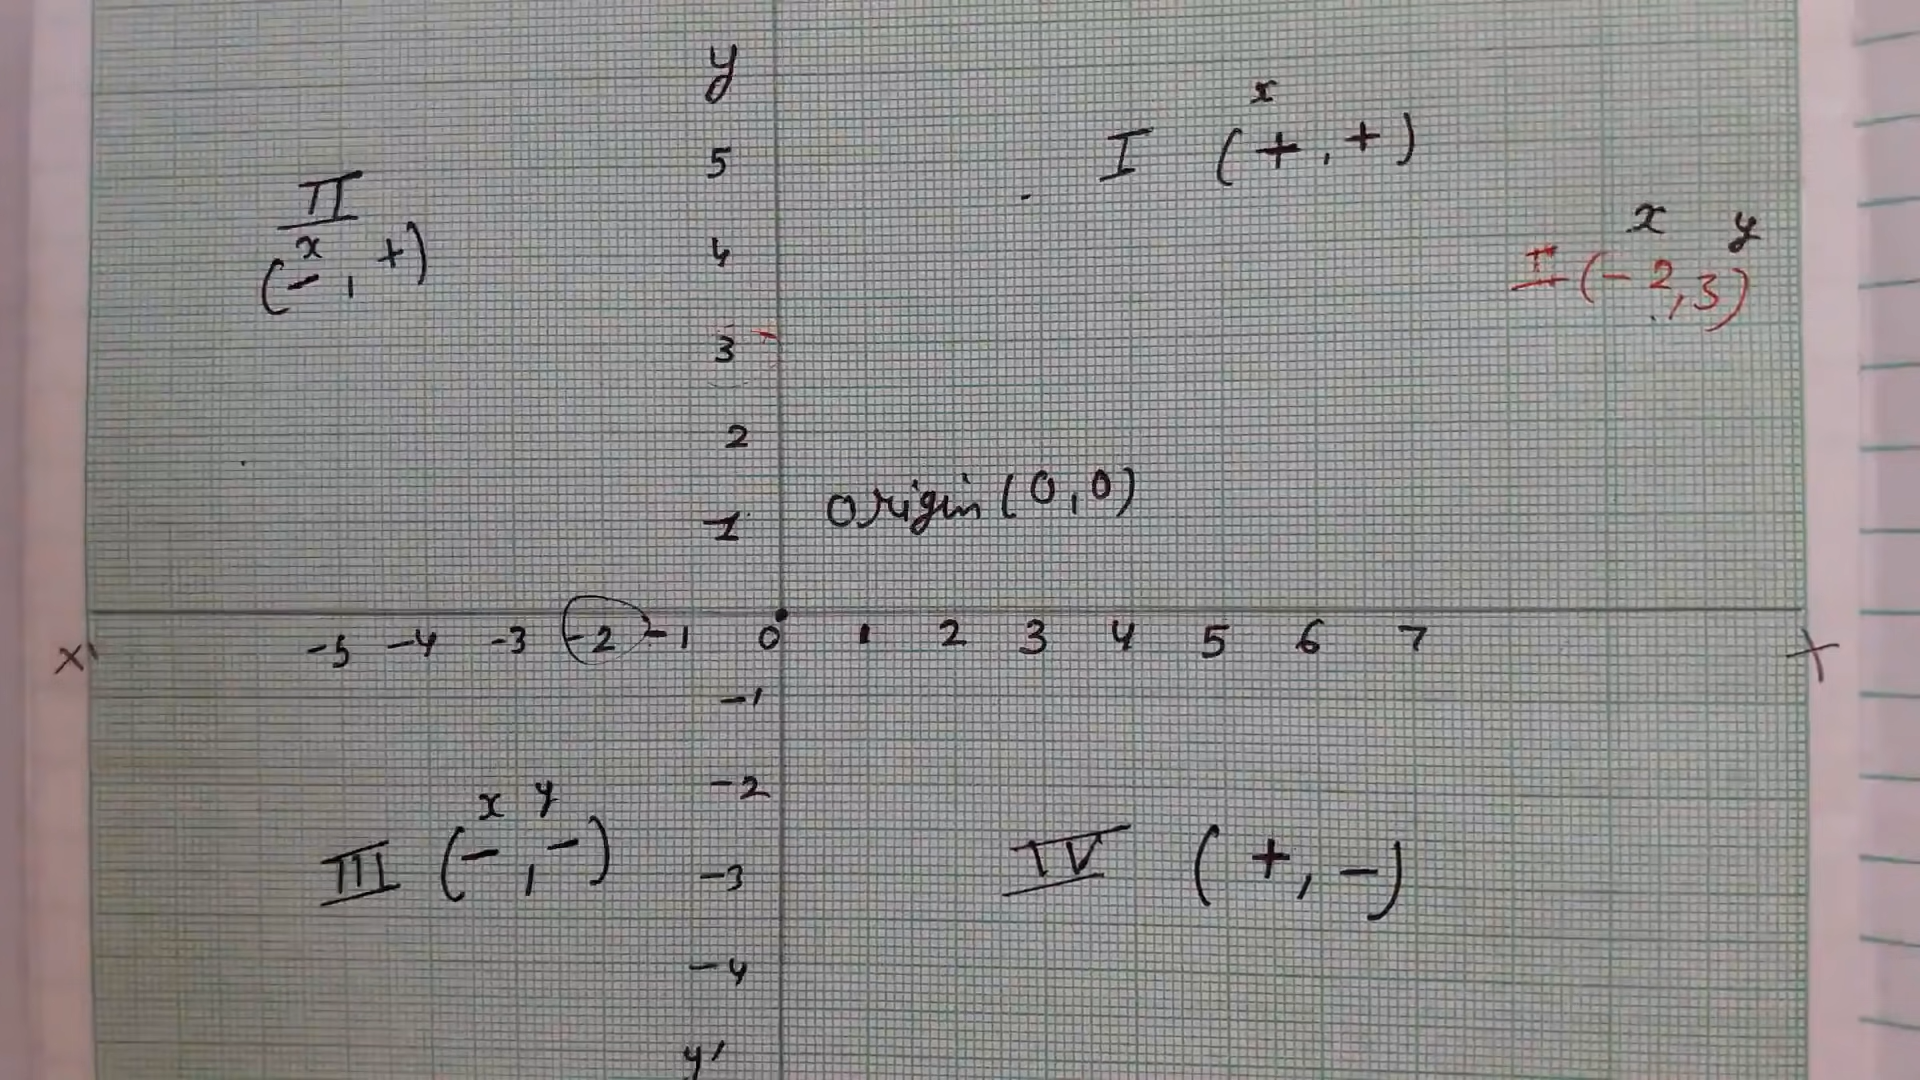 y
x
I (+, +)
5
II
x
(-, +)
x y
I (-2, 3)
4
3
2
origin (0, 0)
1
-5 -4 -3 -2 -1 0 1 2 3 4 5 6 7
x' x
-1
-2
x y
III (-, -)
IV (+, -)
-3
-4
y'